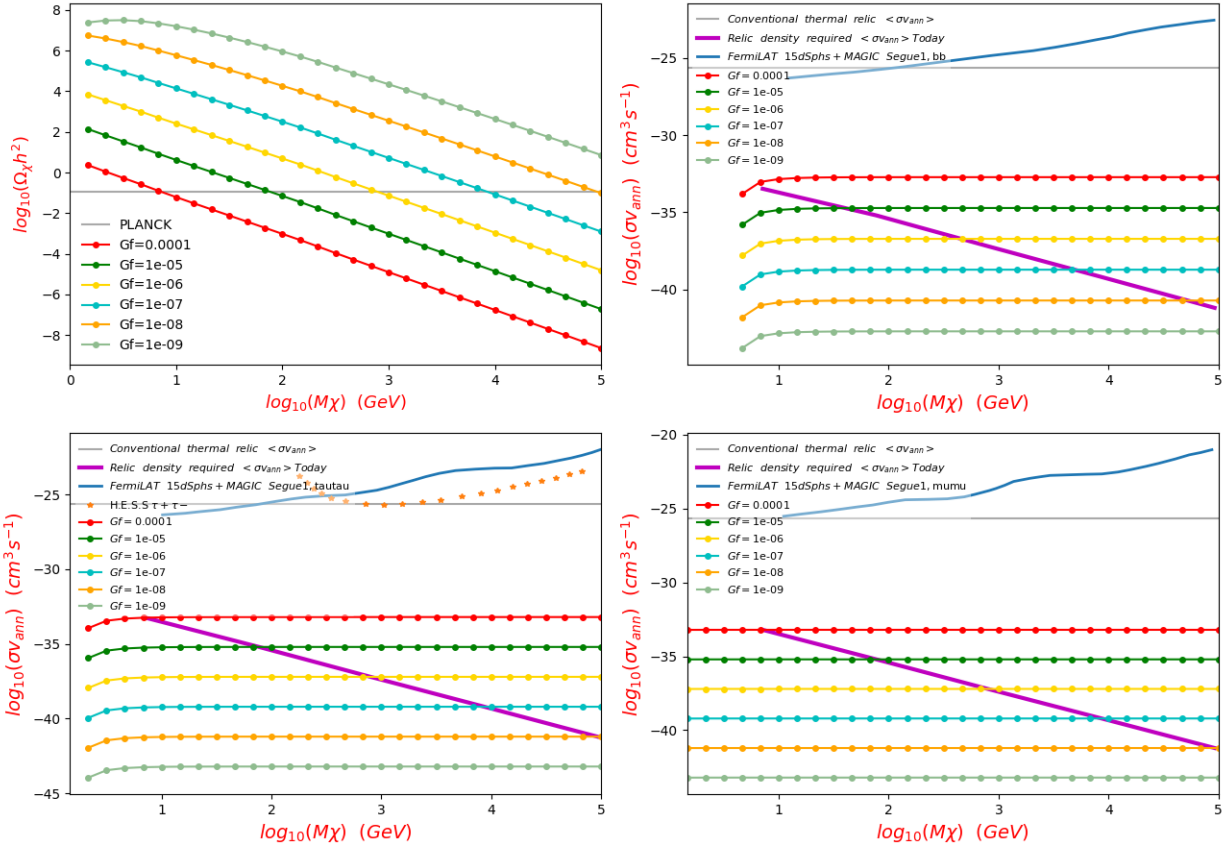 8
6
4
2
0
−2
−4
−6
−8
log₁₀(Ωχh²)
PLANCK
Gf=0.0001
Gf=1e-05
Gf=1e-06
Gf=1e-07
Gf=1e-08
Gf=1e-09
0 1 2 3 4 5
log₁₀(Mχ) (GeV)
−25
−30
−35
−40
log₁₀(σvₐₙₙ) (cm³s⁻¹)
Conventional thermal relic <σvₐₙₙ>
Relic density required <σvₐₙₙ>Today
FermiLAT 15dSphs+MAGIC Segue1, bb
Gf=0.0001
Gf=1e-05
Gf=1e-06
Gf=1e-07
Gf=1e-08
Gf=1e-09
1 2 3 4 5
log₁₀(Mχ) (GeV)
−25
−30
−35
−40
−45
log₁₀(σvₐₙₙ) (cm³s⁻¹)
Conventional thermal relic <σvₐₙₙ>
Relic density required <σvₐₙₙ>Today
FermiLAT 15dSphs+MAGIC Segue1, tautau
H.E.S.S τ+τ−
Gf=0.0001
Gf=1e-05
Gf=1e-06
Gf=1e-07
Gf=1e-08
Gf=1e-09
1 2 3 4 5
log₁₀(Mχ) (GeV)
−20
−25
−30
−35
−40
log₁₀(σvₐₙₙ) (cm³s⁻¹)
Conventional thermal relic <σvₐₙₙ>
Relic density required <σvₐₙₙ>Today
FermiLAT 15dSphs+MAGIC Segue1, mumu
Gf=0.0001
Gf=1e-05
Gf=1e-06
Gf=1e-07
Gf=1e-08
Gf=1e-09
1 2 3 4 5
log₁₀(Mχ) (GeV)